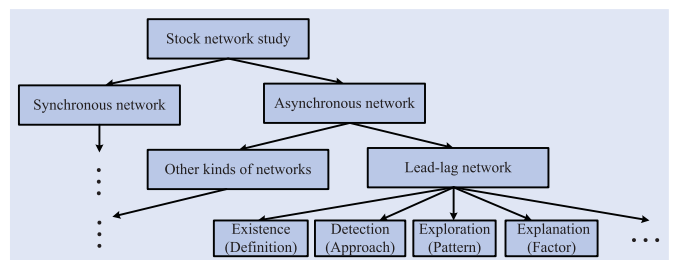 Stock network study
Synchronous network
Asynchronous network
Other kinds of networks
Lead-lag network
Existence
(Definition)
Detection
(Approach)
Exploration
(Pattern)
Explanation
(Factor)